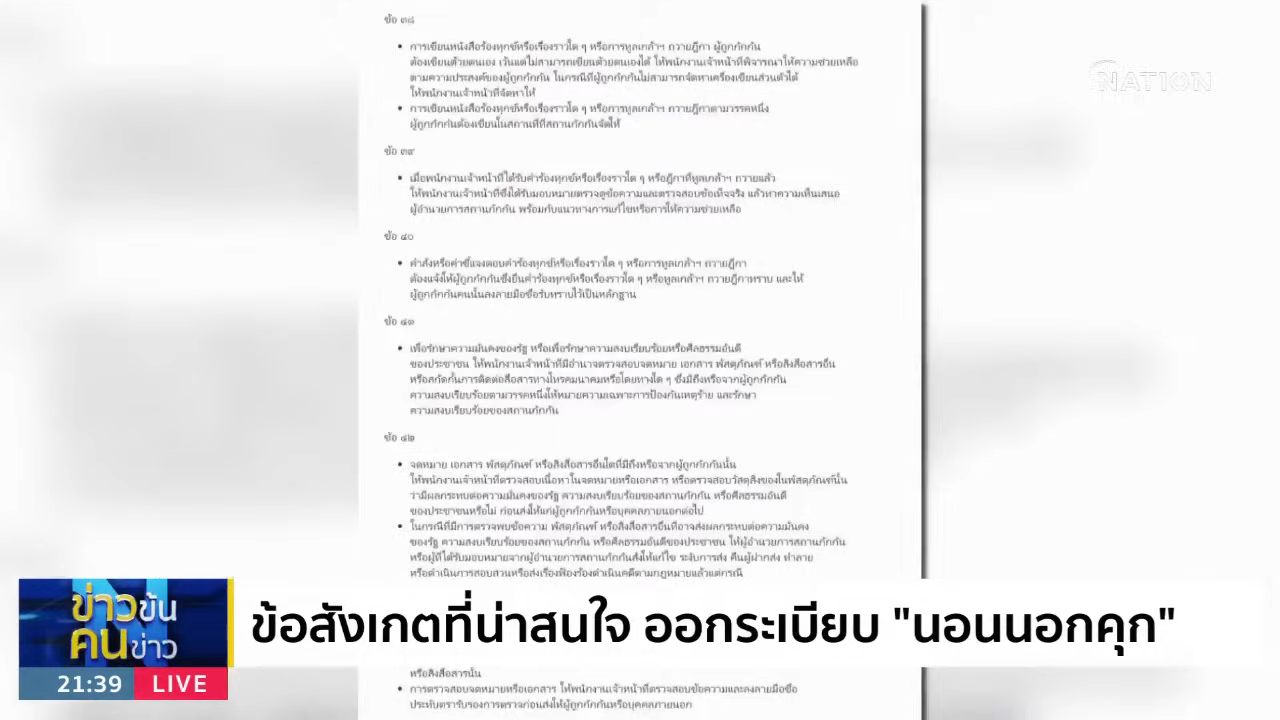 ข้อ ๓๘
• การเขียนหนังสือร้องทุกข์หรือเรื่องราวใด ๆ หรือการทูลเกล้าฯ ถวายฎีกา ผู้ถูกกักกัน
ต้องเขียนด้วยตนเอง เว้นแต่ไม่สามารถเขียนด้วยตนเองได้ ให้พนักงานเจ้าหน้าที่พิจารณาให้ความช่วยเหลือ
ตามความประสงค์ของผู้ถูกกักกัน ในกรณีที่ผู้ถูกกักกันไม่สามารถจัดหาเครื่องเขียนส่วนตัวได้
ให้พนักงานเจ้าหน้าที่จัดหาให้
• การเขียนหนังสือร้องทุกข์หรือเรื่องราวใด ๆ หรือการทูลเกล้าฯ ถวายฎีกาตามวรรคหนึ่ง
ผู้ถูกกักกันต้องเขียนในสถานที่ที่สถานกักกันจัดให้
NATION
ข้อ ๓๙
• เมื่อพนักงานเจ้าหน้าที่ได้รับคำร้องทุกข์หรือเรื่องราวใด ๆ หรือฎีกาที่ทูลเกล้าฯ ถวายแล้ว
ให้พนักงานเจ้าหน้าที่ซึ่งได้รับมอบหมายตรวจดูข้อความและตรวจสอบข้อเท็จจริง แล้วทำความเห็นเสนอ
ผู้อำนวยการสถานกักกัน พร้อมกับแนวทางการแก้ไขหรือการให้ความช่วยเหลือ
ข้อ ๔๐
• คำสั่งหรือคำชี้แจงตอบคำร้องทุกข์หรือเรื่องราวใด ๆ หรือการทูลเกล้าฯ ถวายฎีกา
ต้องแจ้งให้ผู้ถูกกักกันซึ่งยื่นคำร้องทุกข์หรือเรื่องราวใด ๆ หรือทูลเกล้าฯ ถวายฎีกาทราบ และให้
ผู้ถูกกักกันคนนั้นลงลายมือชื่อรับทราบไว้เป็นหลักฐาน
ข้อ ๔๑
• เพื่อรักษาความมั่นคงของรัฐ หรือเพื่อรักษาความสงบเรียบร้อยหรือศีลธรรมอันดี
ของประชาชน ให้พนักงานเจ้าหน้าที่มีอำนาจตรวจสอบจดหมาย เอกสาร พัสดุภัณฑ์ หรือสิ่งสื่อสารอื่น
หรือสกัดกั้นการติดต่อสื่อสารทางโทรคมนาคมหรือโดยทางใด ๆ ซึ่งมีถึงหรือจากผู้ถูกกักกัน
ความสงบเรียบร้อยตามวรรคหนึ่งให้หมายความเฉพาะการป้องกันเหตุร้าย และรักษา
ความสงบเรียบร้อยของสถานกักกัน
ข้อ ๔๒
• จดหมาย เอกสาร พัสดุภัณฑ์ หรือสิ่งสื่อสารอื่นใดที่มีถึงหรือจากผู้ถูกกักกันนั้น
ให้พนักงานเจ้าหน้าที่ตรวจสอบเนื้อหาในจดหมายหรือเอกสาร หรือตรวจสอบวัสดุสิ่งของในพัสดุภัณฑ์นั้น
ว่ามีผลกระทบต่อความมั่นคงของรัฐ ความสงบเรียบร้อยของสถานกักกัน หรือศีลธรรมอันดี
ของประชาชนหรือไม่ ก่อนส่งให้แก่ผู้ถูกกักกันหรือบุคคลภายนอกต่อไป
• ในกรณีที่มีการตรวจพบข้อความ พัสดุภัณฑ์ หรือสิ่งสื่อสารอื่นที่อาจส่งผลกระทบต่อความมั่นคง
ของรัฐ ความสงบเรียบร้อยของสถานกักกัน หรือศีลธรรมอันดีของประชาชน ให้ผู้อำนวยการสถานกักกัน
หรือผู้ที่ได้รับมอบหมายจากผู้อำนวยการสถานกักกันสั่งให้แก้ไข ระงับการส่ง คืนผู้ฝากส่ง ทำลาย
หรือดำเนินการสอบสวนหรือส่งเรื่องฟ้องร้องดำเนินคดีตามกฎหมายแล้วแต่กรณี
ข่าวข้น
คนข่าว
ข้อสังเกตที่น่าสนใจ ออกระเบียบ "นอนนอกคุก"
21:39 LIVE
หรือสิ่งสื่อสารนั้น
• การตรวจสอบจดหมายหรือเอกสาร ให้พนักงานเจ้าหน้าที่ตรวจสอบข้อความและลงลายมือชื่อ
ประทับตรารับรองการตรวจก่อนส่งให้ผู้ถูกกักกันหรือบุคคลภายนอก